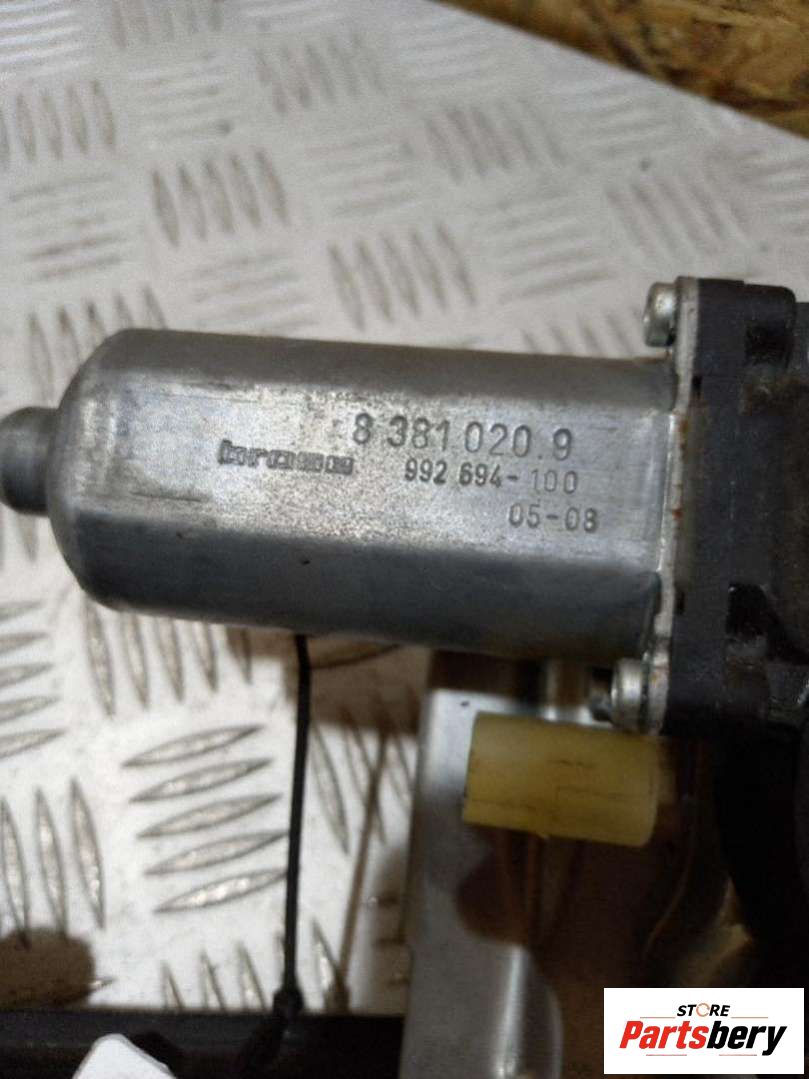 8 381 020.9
brose
992 694-100
05-08
STORE
Partsbery